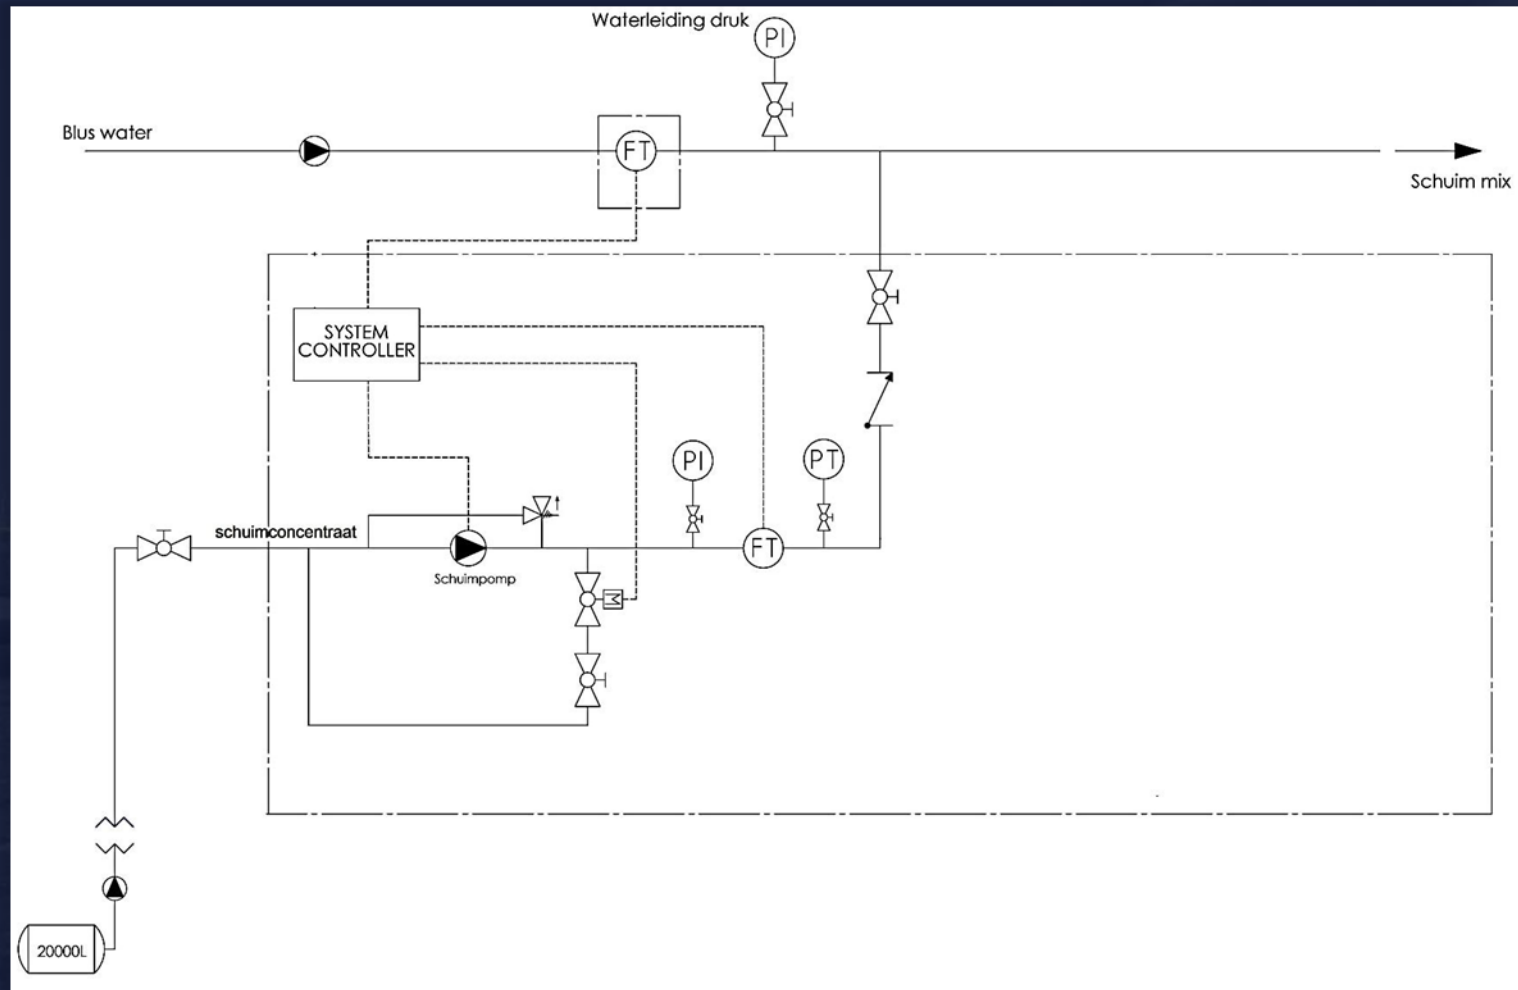 Waterleiding druk
PI
Blus water
FT
Schuim mix
SYSTEM
CONTROLLER
PI
PT
schuimconcentraat
FT
Schuimpomp
M
20000L